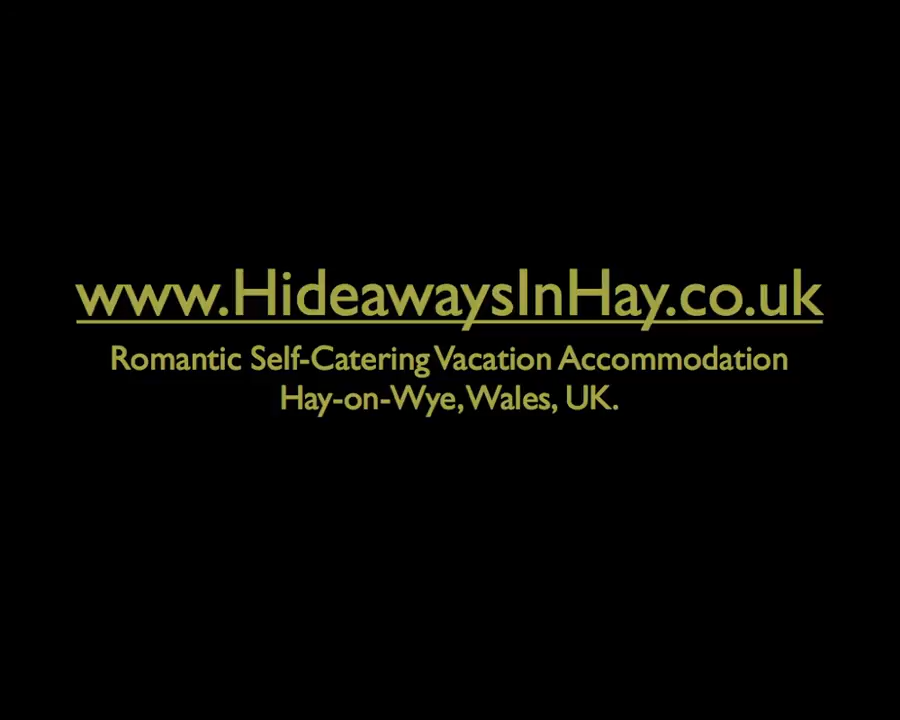 www.HideawaysInHay.co.uk
Romantic Self-Catering Vacation Accommodation
Hay-on-Wye, Wales, UK.